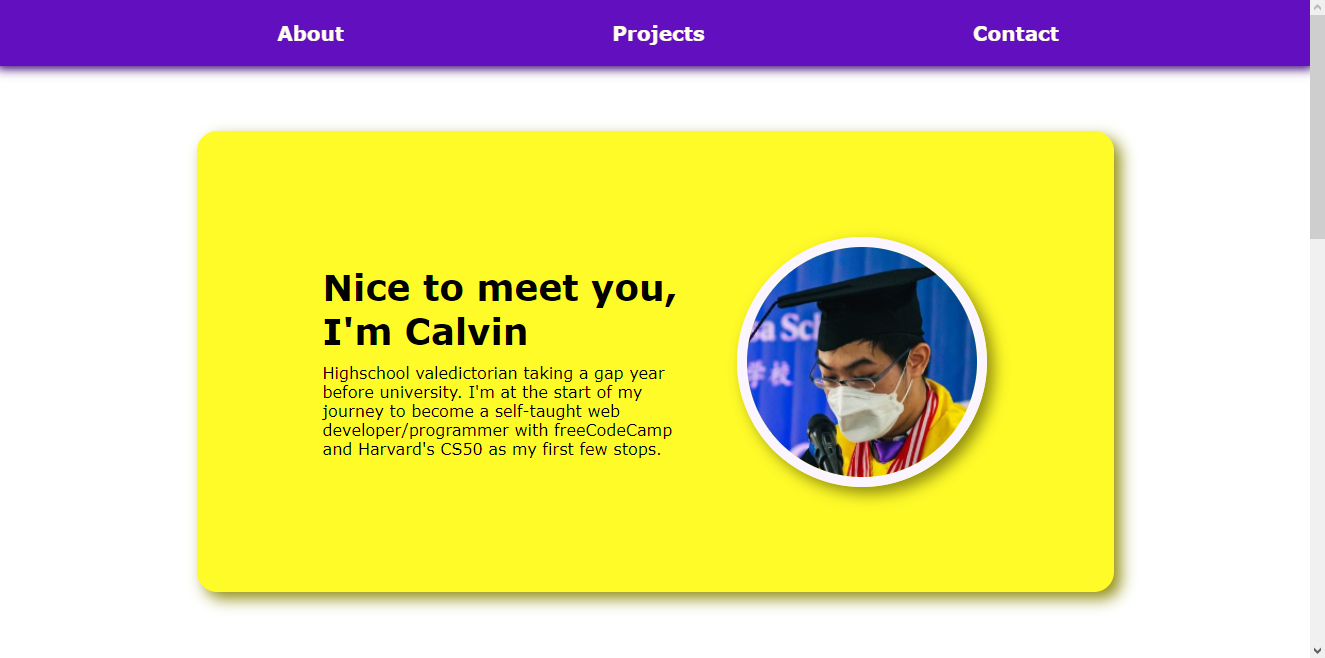 About Projects Contact
Nice to meet you,
I'm Calvin
Highschool valedictorian taking a gap year
before university. I'm at the start of my
journey to become a self-taught web
developer/programmer with freeCodeCamp
and Harvard's CS50 as my first few stops.
學校